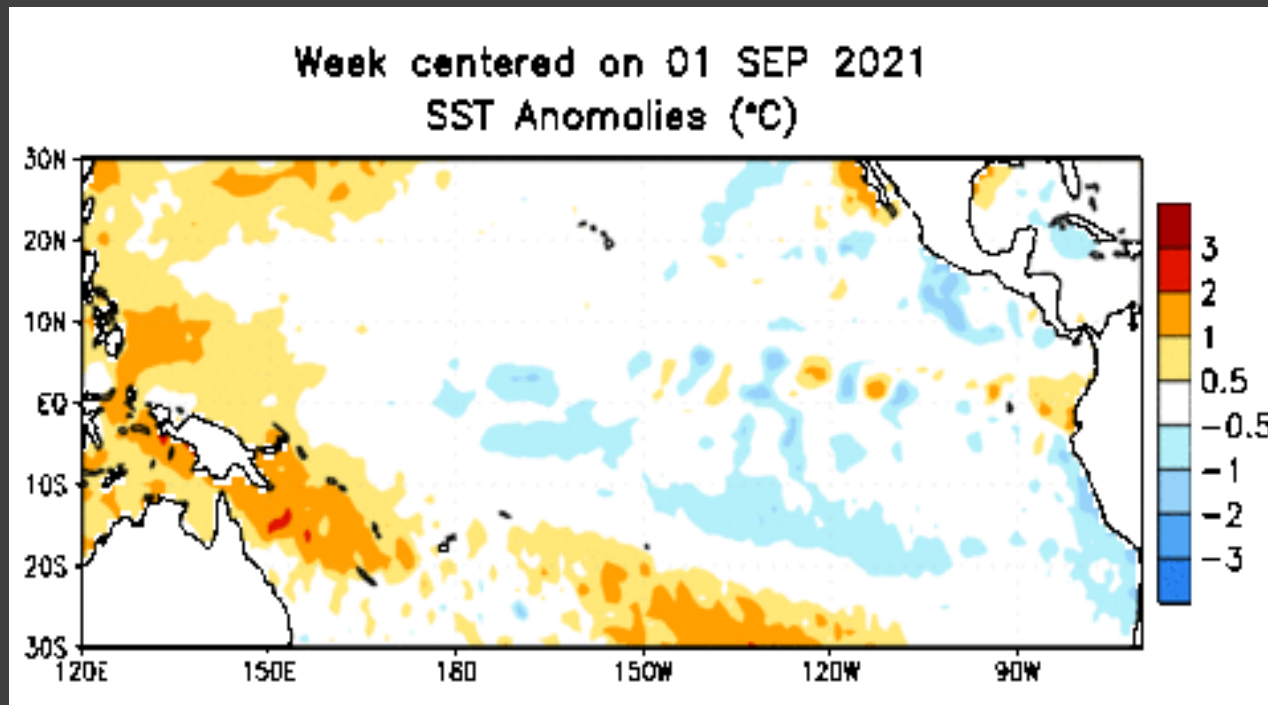 Week centered on 01 SEP 2021
SST Anomalies (°C)
30N
20N
10N
EQ
10S
20S
30S
120E 150E 180 150W 120W 90W
3
2
1
0.5
-0.5
-1
-2
-3